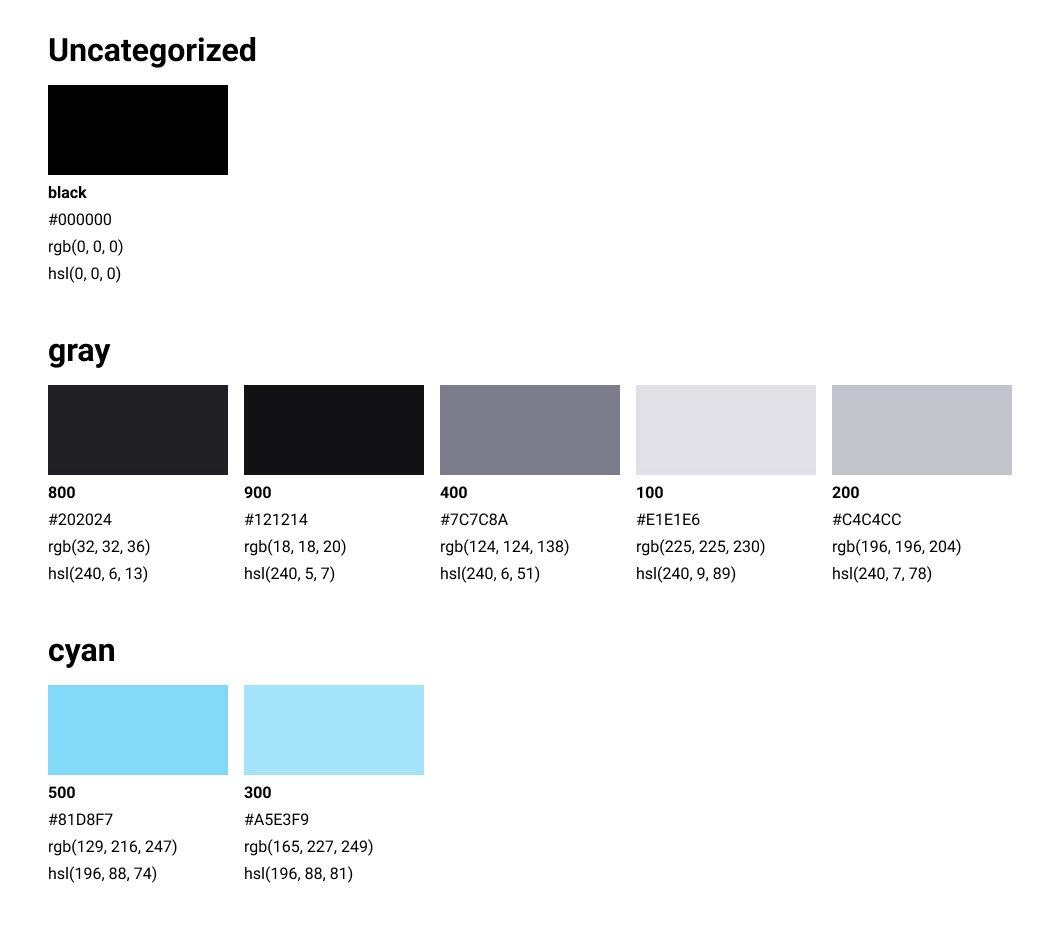 Uncategorized
black
#000000
rgb(0, 0, 0)
hsl(0, 0, 0)
gray
800
#202024
rgb(32, 32, 36)
hsl(240, 6, 13)
900
#121214
rgb(18, 18, 20)
hsl(240, 5, 7)
400
#7C7C8A
rgb(124, 124, 138)
hsl(240, 6, 51)
100
#E1E1E6
rgb(225, 225, 230)
hsl(240, 9, 89)
200
#C4C4CC
rgb(196, 196, 204)
hsl(240, 7, 78)
cyan
500
#81D8F7
rgb(129, 216, 247)
hsl(196, 88, 74)
300
#A5E3F9
rgb(165, 227, 249)
hsl(196, 88, 81)